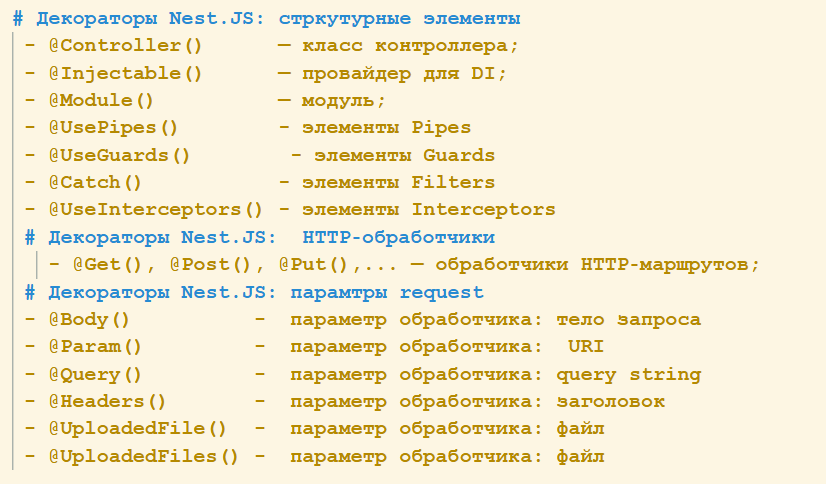 # Декораторы Nest.JS: стркутурные элементы
- @Controller() — класс контроллера;
- @Injectable() — провайдер для DI;
- @Module() — модуль;
- @UsePipes() - элементы Pipes
- @UseGuards() - элементы Guards
- @Catch() - элементы Filters
- @UseInterceptors() - элементы Interceptors
# Декораторы Nest.JS: HTTP-обработчики
- @Get(), @Post(), @Put(),... — обработчики HTTP-маршрутов;
# Декораторы Nest.JS: парамтры request
- @Body() - параметр обработчика: тело запроса
- @Param() - параметр обработчика: URI
- @Query() - параметр обработчика: query string
- @Headers() - параметр обработчика: заголовок
- @UploadedFile() - параметр обработчика: файл
- @UploadedFiles() - параметр обработчика: файл